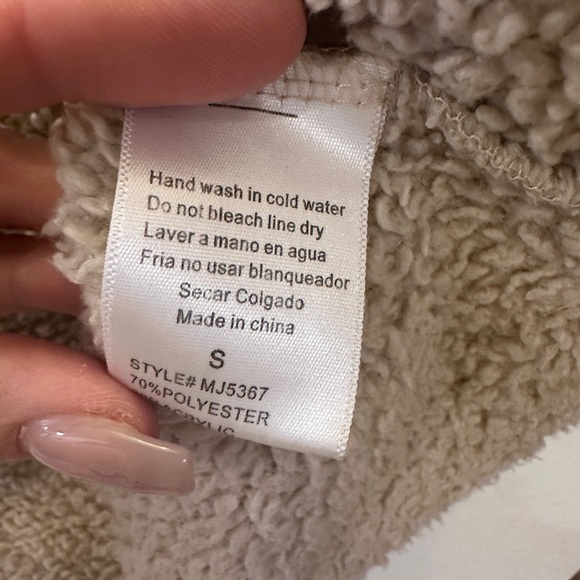 Hand wash in cold water
Do not bleach line dry
Laver a mano en agua
Fria no usar blanqueador
Secar Colgado
Made in china
S
STYLE# MJ5367
70%POLYESTER
ACRYLIC